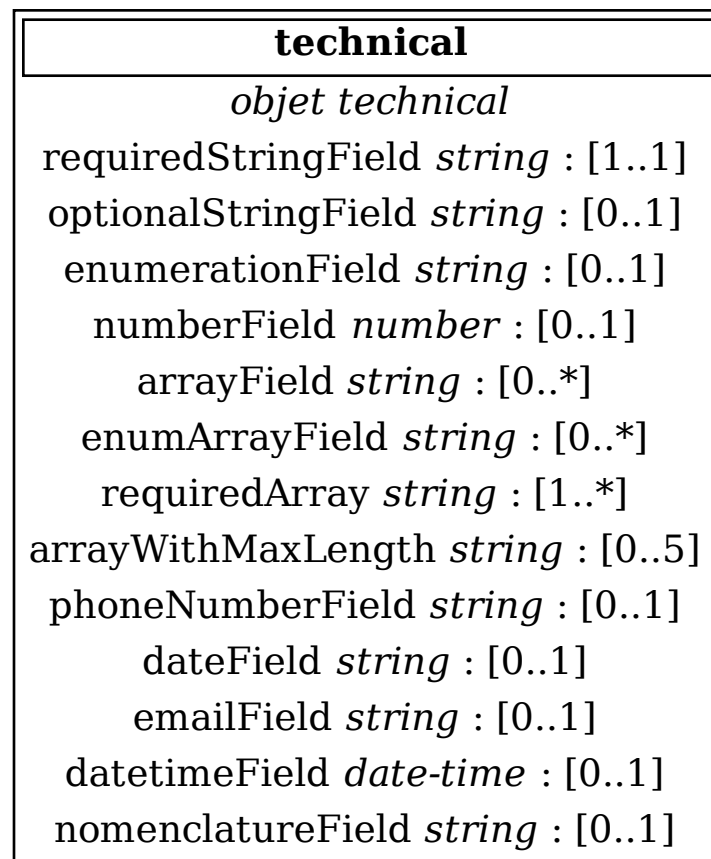 technical
objet technical
requiredStringField string : [1..1]
optionalStringField string : [0..1]
enumerationField string : [0..1]
numberField number : [0..1]
arrayField string : [0..*]
enumArrayField string : [0..*]
requiredArray string : [1..*]
arrayWithMaxLength string : [0..5]
phoneNumberField string : [0..1]
dateField string : [0..1]
emailField string : [0..1]
datetimeField date-time : [0..1]
nomenclatureField string : [0..1]